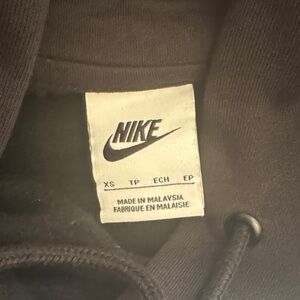 NIKE
XS TP ECH EP
MADE IN MALAYSIA
FABRIQUE EN MALAISIE